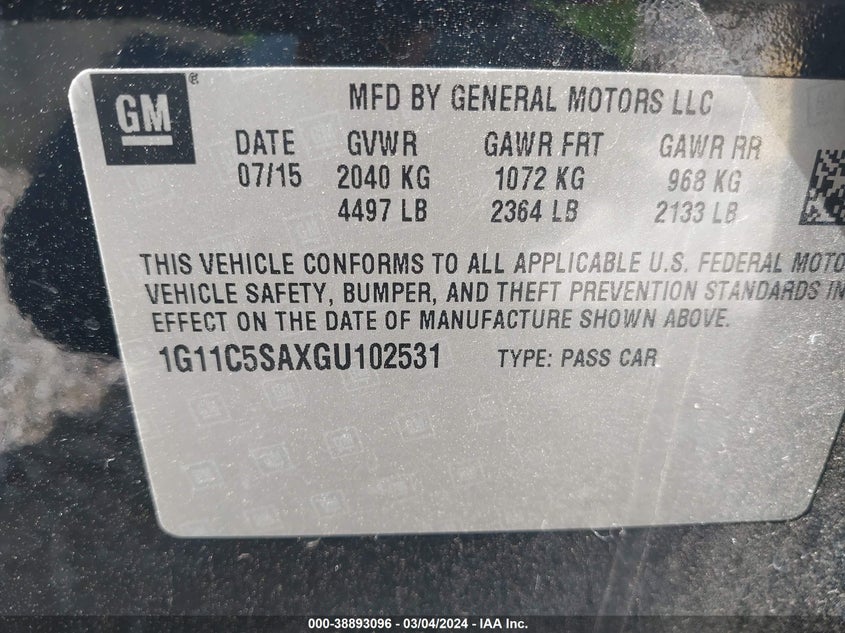 GM ®
MFD BY GENERAL MOTORS LLC
DATE GVWR GAWR FRT GAWR RR
07/15 2040 KG 1072 KG 968 KG
4497 LB 2364 LB 2133 LB
THIS VEHICLE CONFORMS TO ALL APPLICABLE U.S. FEDERAL MOTO
VEHICLE SAFETY, BUMPER, AND THEFT PREVENTION STANDARDS IN
EFFECT ON THE DATE OF MANUFACTURE SHOWN ABOVE.
1G11C5SAXGU102531 TYPE: PASS CAR
000-38893096 - 03/04/2024 - IAA Inc.